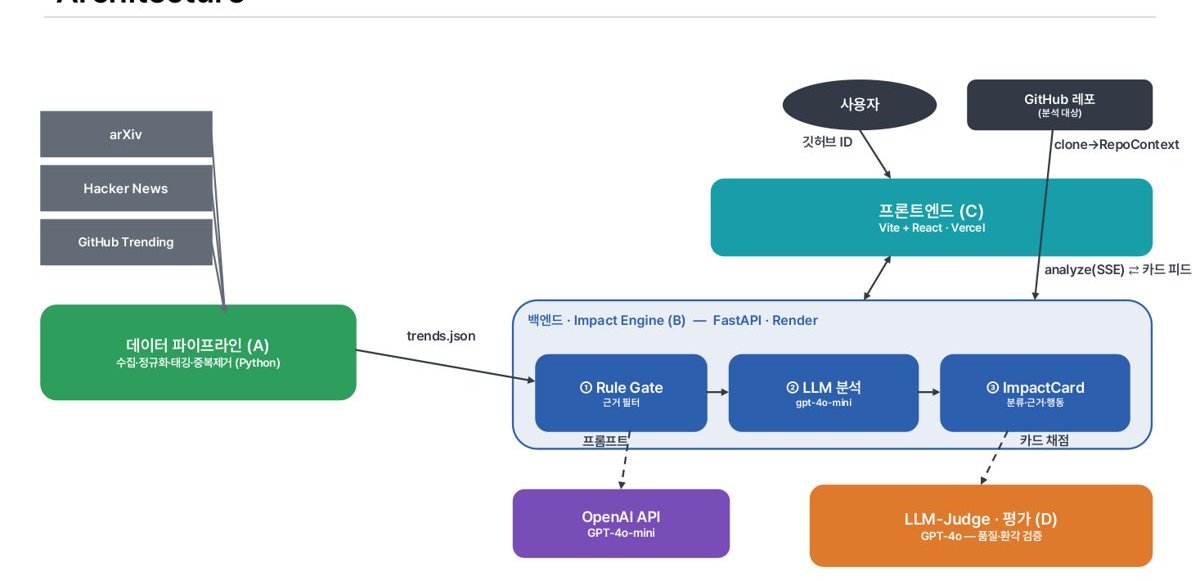 Architecture
사용자
GitHub 레포
(분석 대상)
arXiv
깃허브 ID
clone→RepoContext
Hacker News
프론트엔드 (C)
Vite + React · Vercel
GitHub Trending
analyze(SSE) ⇄ 카드 피드
백엔드 · Impact Engine (B) — FastAPI · Render
데이터 파이프라인 (A)
수집·정규화·태깅·중복제거 (Python)
trends.json
① Rule Gate
근거 필터
② LLM 분석
gpt-4o-mini
③ ImpactCard
분류·근거·행동
프롬프트
카드 채점
OpenAI API
GPT-4o-mini
LLM-Judge · 평가 (D)
GPT-4o — 품질·환각 검증